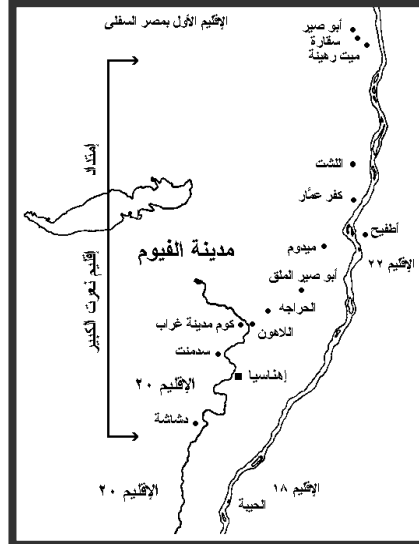 الإقليم الأول بمصر السفلى
أبو صير
سقارة
ميت رهينة
إمتداد
إقليم نعرت الكبير
اللشت
كفر عمَّار
أطفيح
مدينة الفيوم
ميدوم
الإقليم ٢٢
أبو صير الملق
الحراجه
كوم مدينة غراب
اللاهون
سدمنت
إهناسيا
الإقليم ٢٠
دشاشة
الإقليم ٢٠
الإقليم ١٨
الحيبة